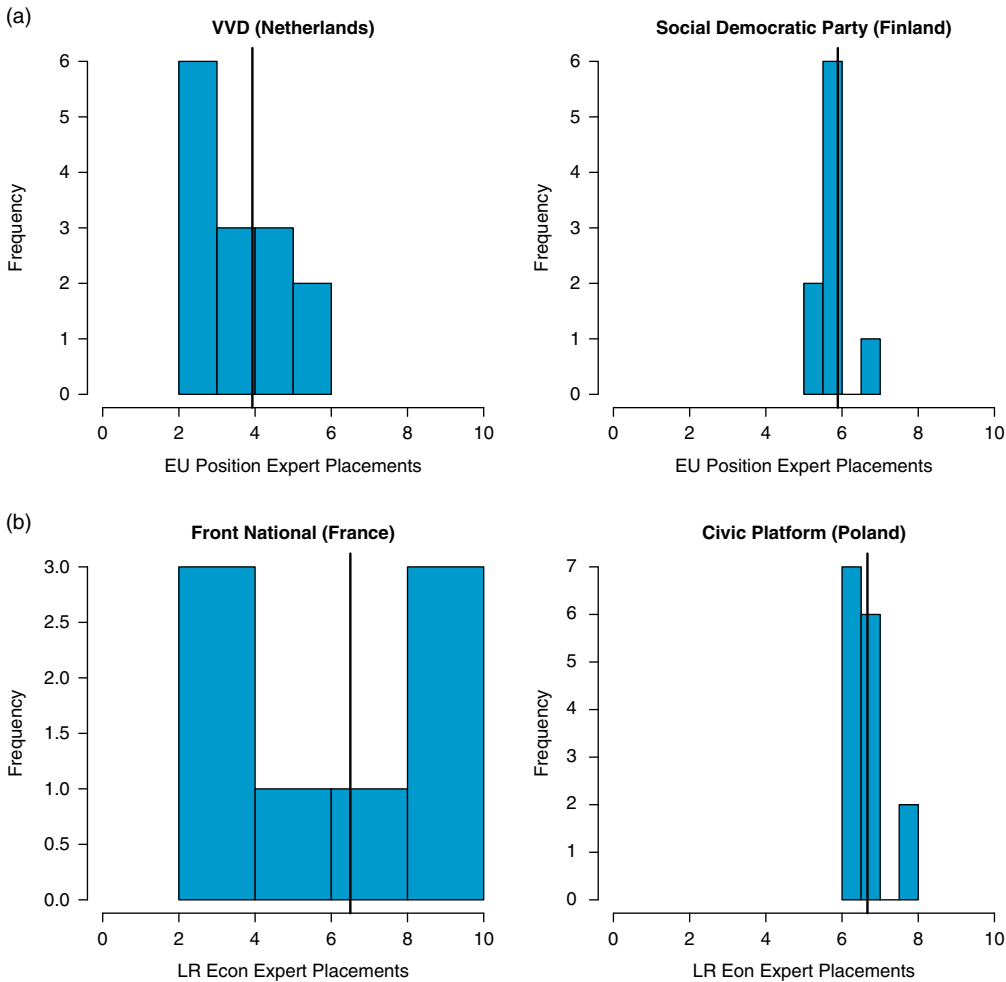 (a)
VVD (Netherlands)
Frequency
6
5
4
3
2
1
0
0 2 4 6 8 10
EU Position Expert Placements
Social Democratic Party (Finland)
Frequency
6
5
4
3
2
1
0
0 2 4 6 8 10
EU Position Expert Placements
(b)
Front National (France)
Frequency
3.0
2.5
2.0
1.5
1.0
0.5
0.0
0 2 4 6 8 10
LR Econ Expert Placements
Civic Platform (Poland)
Frequency
7
6
5
4
3
2
1
0
0 2 4 6 8 10
LR Eon Expert Placements